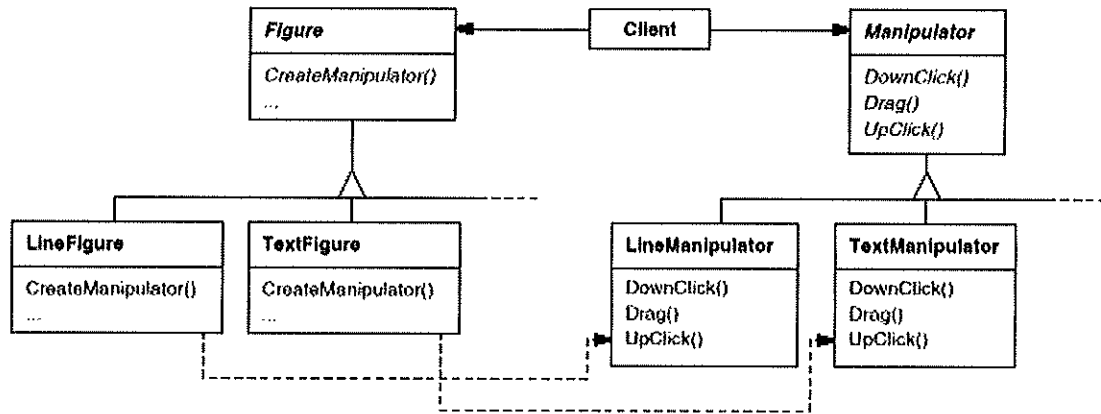 Figure
CreateManipulator()
...
Client
Manipulator
DownClick()
Drag()
UpClick()
LineFigure
CreateManipulator()
...
TextFigure
CreateManipulator()
...
LineManipulator
DownClick()
Drag()
UpClick()
TextManipulator
DownClick()
Drag()
UpClick()